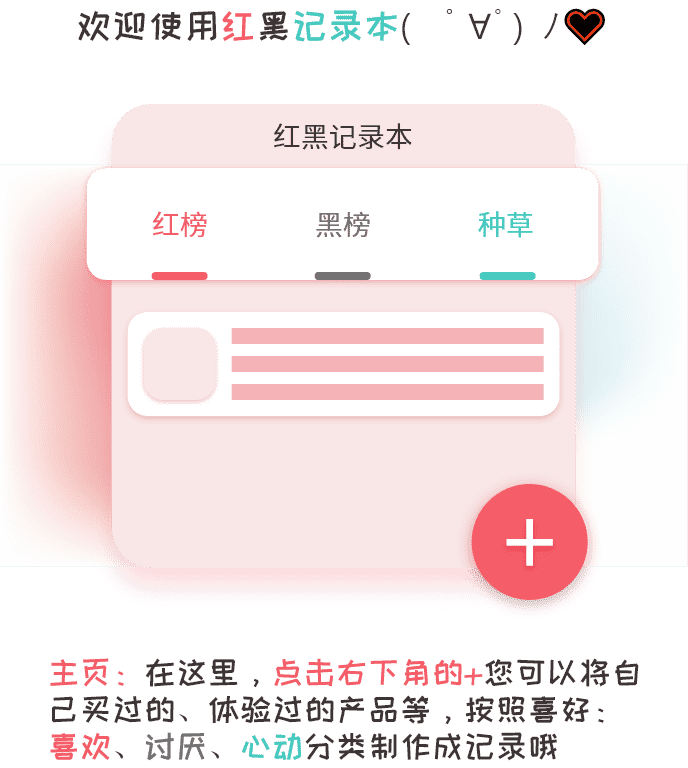 欢迎使用红黑记录本( ゜∀゜) ﾉ
红黑记录本
红榜 黑榜 种草
主页：在这里，点击右下角的+您可以将自
己买过的、体验过的产品等，按照喜好：
喜欢、讨厌、心动分类制作成记录哦